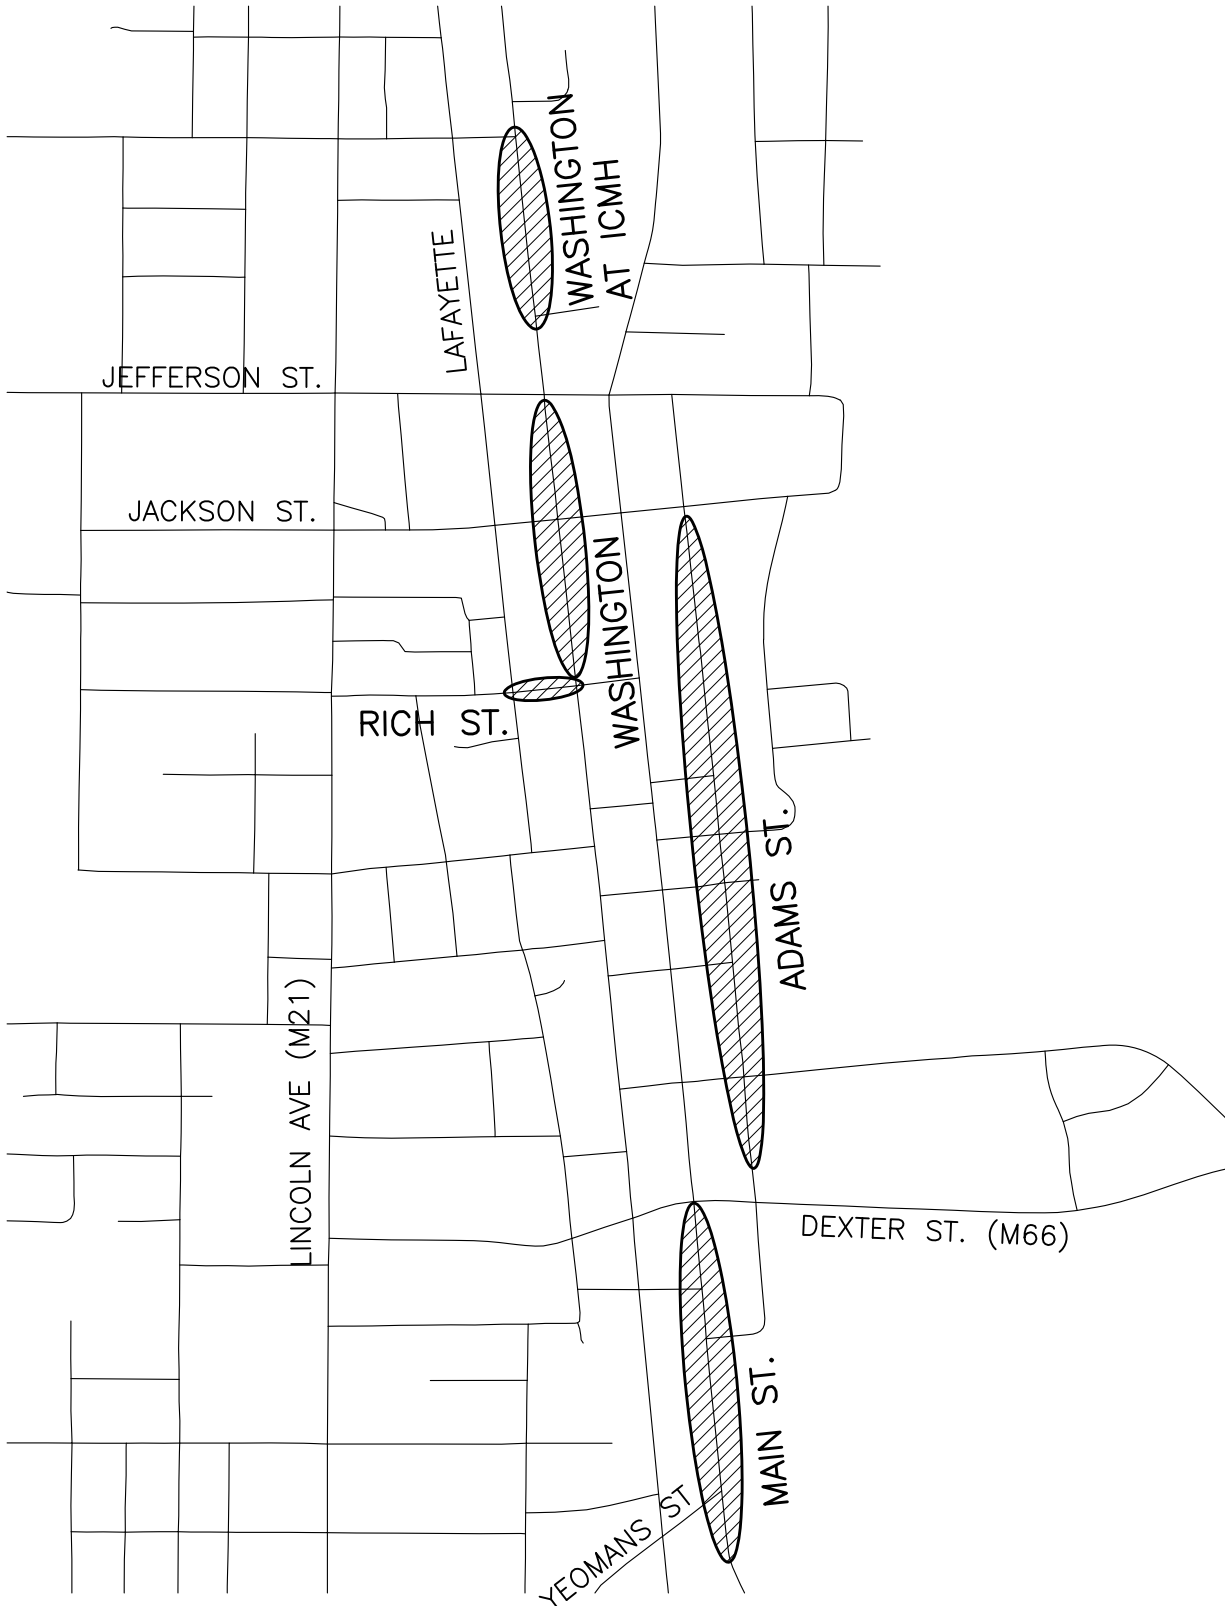 WASHINGTON
AT ICMH
LAFAYETTE
JEFFERSON ST.
JACKSON ST.
WASHINGTON
RICH ST.
ADAMS ST.
LINCOLN AVE (M21)
DEXTER ST. (M66)
MAIN ST.
YEOMANS ST